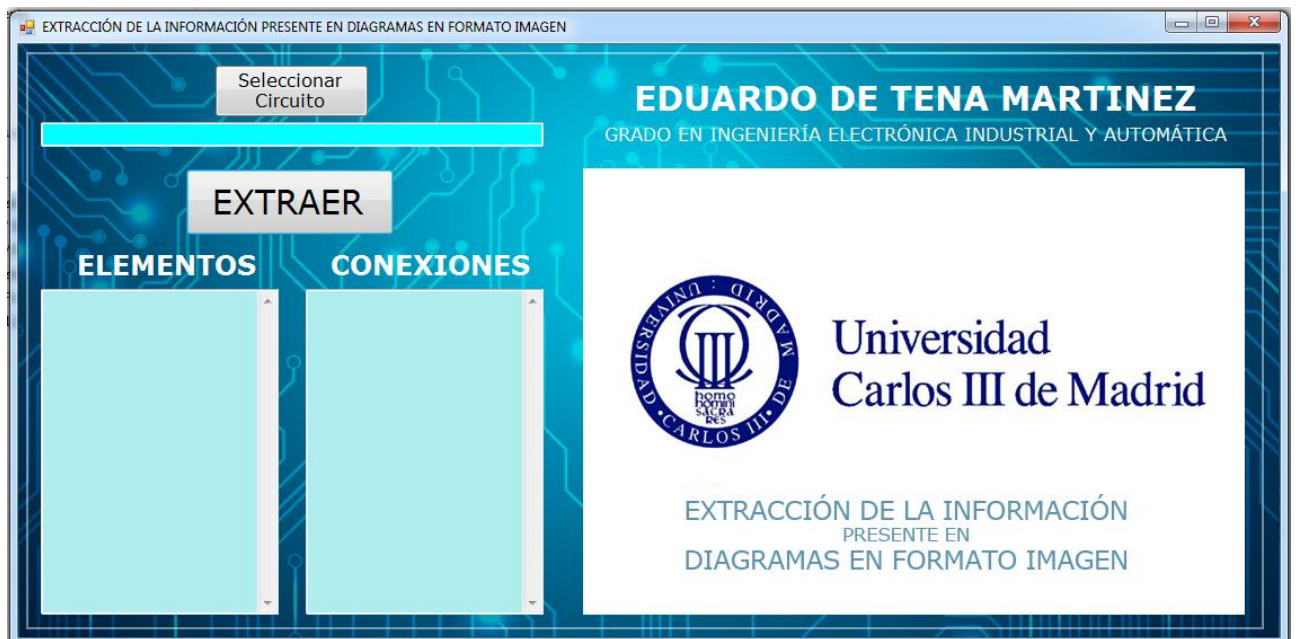 EXTRACCIÓN DE LA INFORMACIÓN PRESENTE EN DIAGRAMAS EN FORMATO IMAGEN
Seleccionar
Circuito
EXTRAER
ELEMENTOS
CONEXIONES
EDUARDO DE TENA MARTINEZ
GRADO EN INGENIERÍA ELECTRÓNICA INDUSTRIAL Y AUTOMÁTICA
UNIVERSIDAD · CARLOS III · DE MADRID :
homo
homini
sacra
res
Universidad
Carlos III de Madrid
EXTRACCIÓN DE LA INFORMACIÓN
PRESENTE EN
DIAGRAMAS EN FORMATO IMAGEN